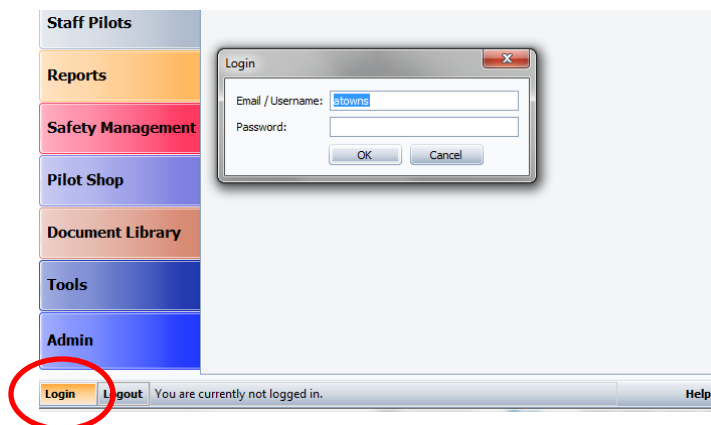 Staff Pilots
Reports
Safety Management
Pilot Shop
Document Library
Tools
Admin
Login
Email / Username: atowns
Password:
OK Cancel
Login Logout You are currently not logged in. Help